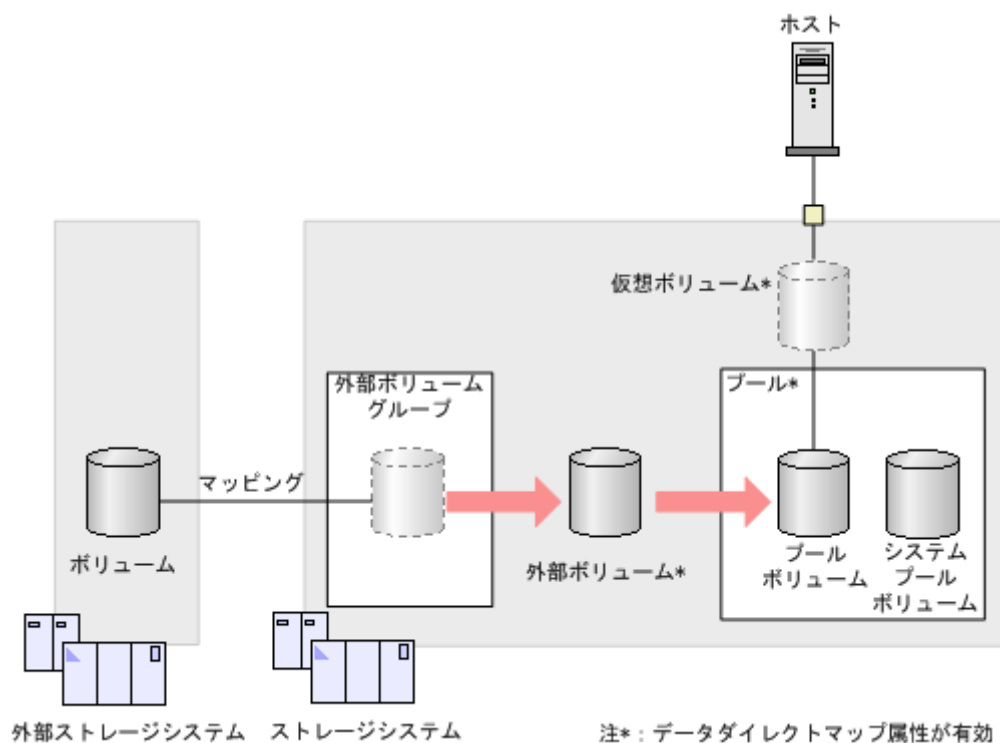 ホスト
仮想ボリューム*
外部ボリューム
グループ
プール*
マッピング
ボリューム
外部ボリューム*
プール
ボリューム
システム
プール
ボリューム
外部ストレージシステム
ストレージシステム
注*：データダイレクトマップ属性が有効